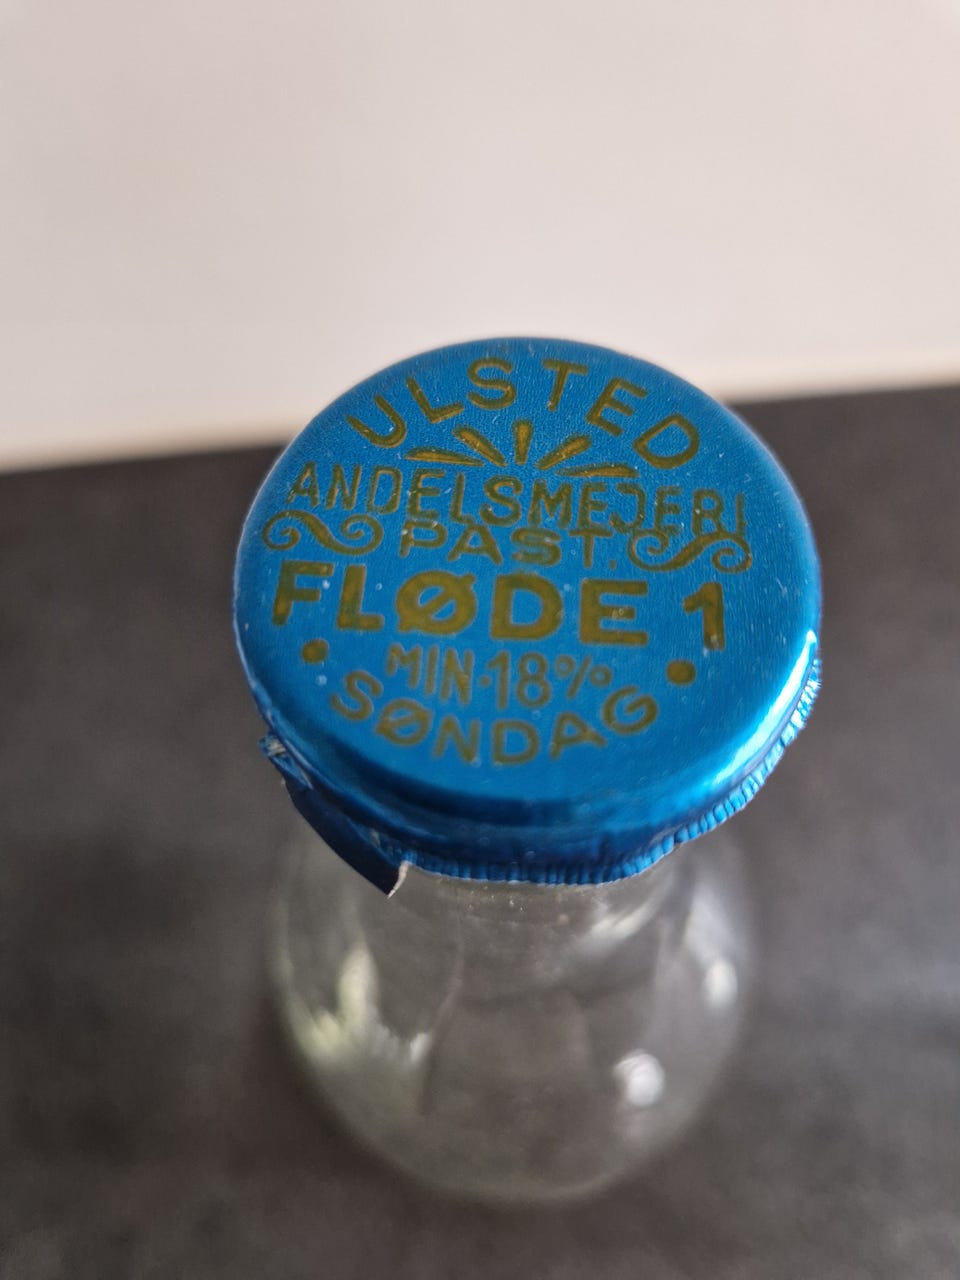 ULSTED
ANDELSMEJERI
PAST.
FLØDE 1
MIN·18%
SØNDAG